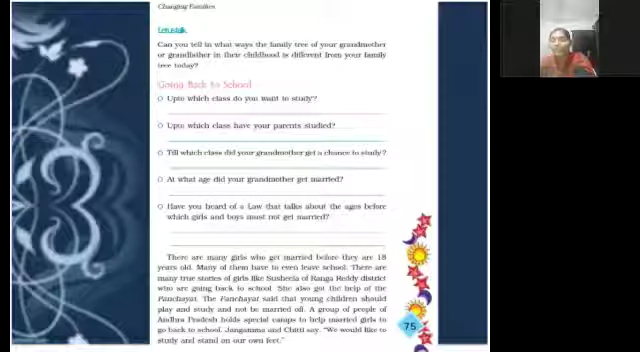 Changing Families
Let us talk
Can you tell in what ways the family tree of your grandmother
or grandfather in their childhood is different from your family
tree today?
Going Back to School
Upto which class do you want to study?
Upto which class have your parents studied?
Till which class did your grandmother get a chance to study?
At what age did your grandmother get married?
Have you heard of a Law that talks about the ages before
which girls and boys must not get married?
There are many girls who get married before they are 18
years old. Many of them have to even leave school. There are
many true stories of girls like Susheela of Ranga Reddy district
who are going back to school. She also got the help of the
Panchayat. The Panchayat said that young children should
play and study and not be married off. A group of people of
Andhra Pradesh holds special camps to help married girls to
go back to school. Jangamma and Chitti say, "We would like to
study and stand on our own feet."
75